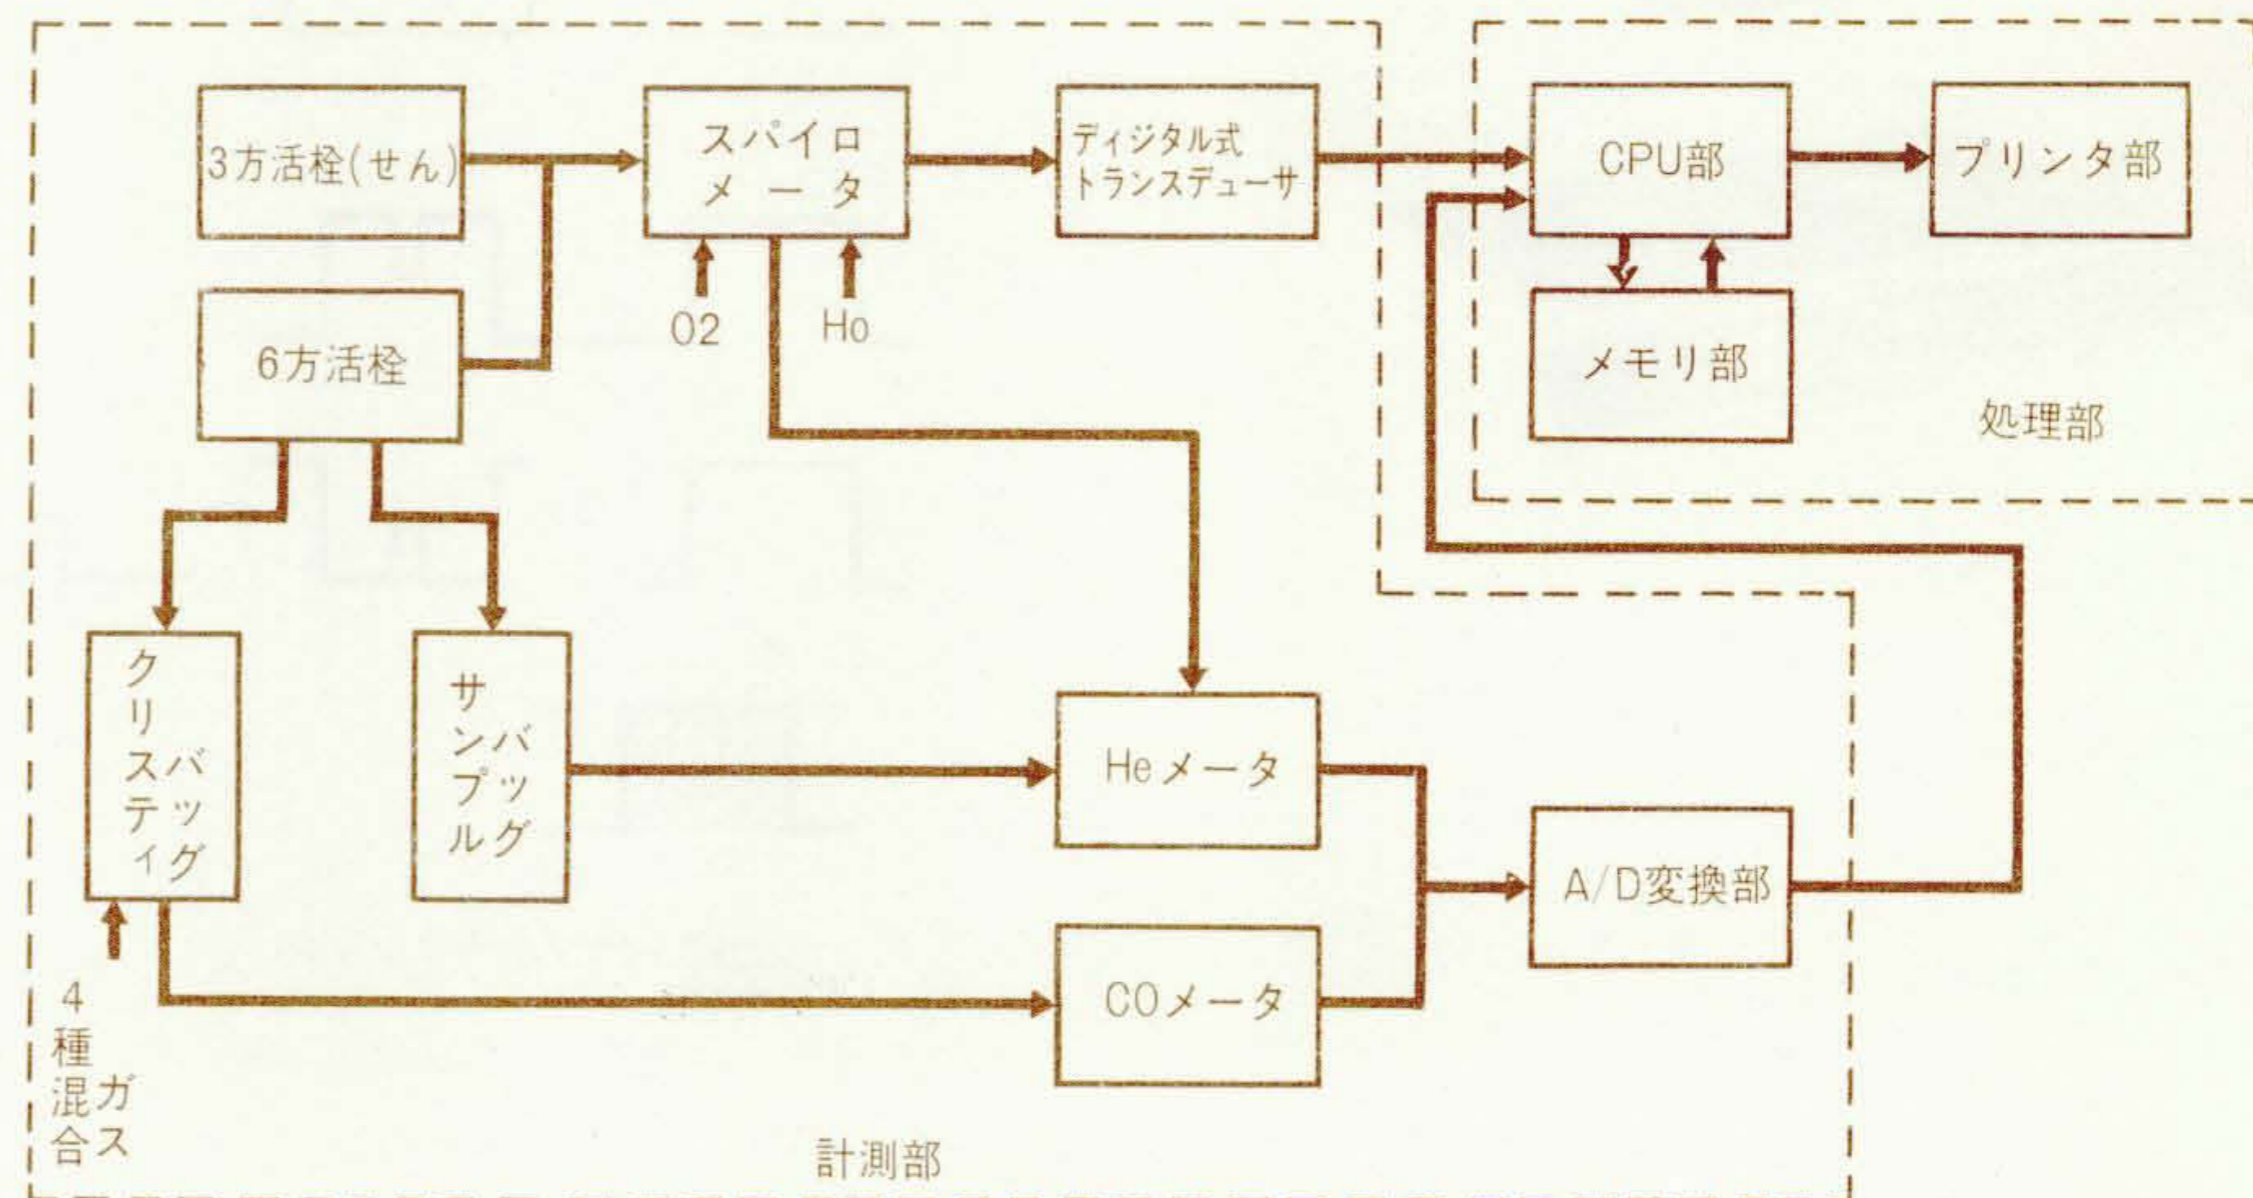 3方活栓(せん)
スパイロ
メータ
ディジタル式
トランスデューサ
CPU部
プリンタ部
O2
Ho
6方活栓
メモリ部
処理部
クリスティ
バッグ
サンプル
バッグ
Heメータ
A/D変換部
COメータ
4種混合
ガス
計測部